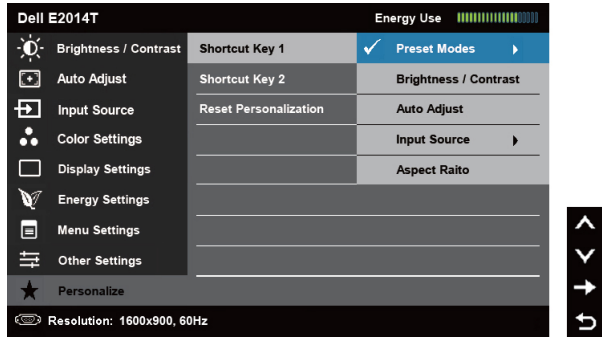 Dell E2014T
Energy Use
Brightness / Contrast
Shortcut Key 1
Preset Modes
Auto Adjust
Shortcut Key 2
Brightness / Contrast
Input Source
Reset Personalization
Auto Adjust
Color Settings
Input Source
Display Settings
Aspect Raito
Energy Settings
Menu Settings
Other Settings
Personalize
Resolution: 1600x900, 60Hz